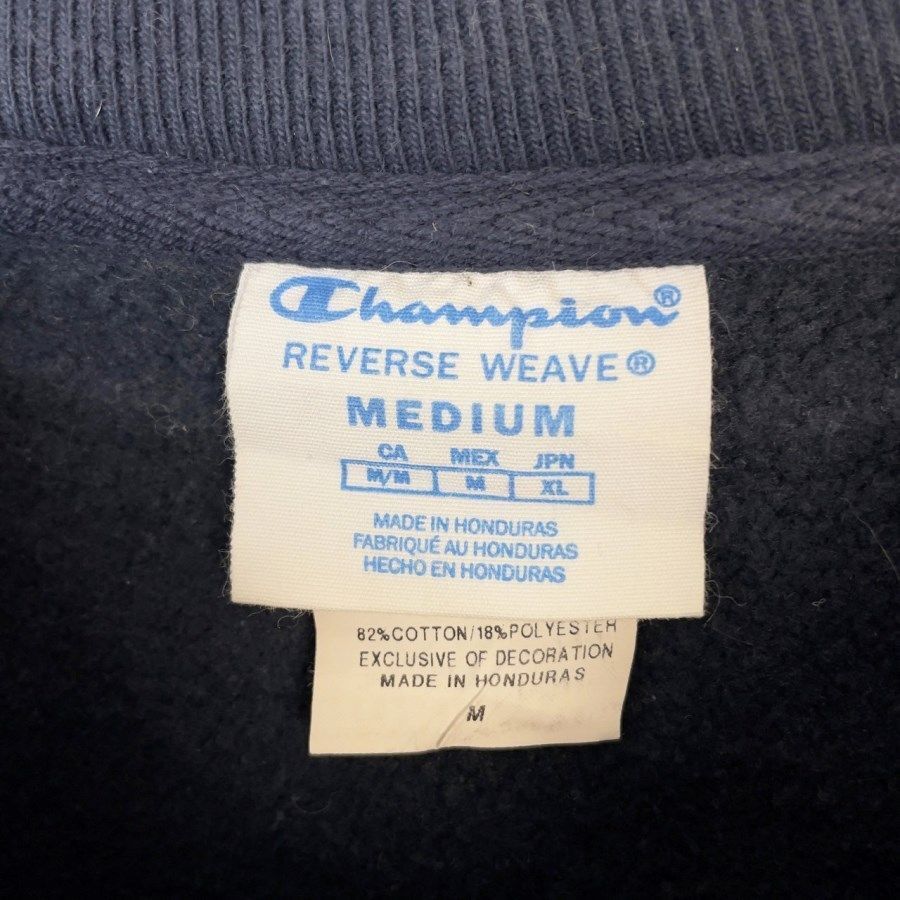 Champion®
REVERSE WEAVE®
MEDIUM
CA MEX JPN
M/M M XL
MADE IN HONDURAS
FABRIQUÉ AU HONDURAS
HECHO EN HONDURAS
82%COTTON/18%POLYESTER
EXCLUSIVE OF DECORATION
MADE IN HONDURAS
M